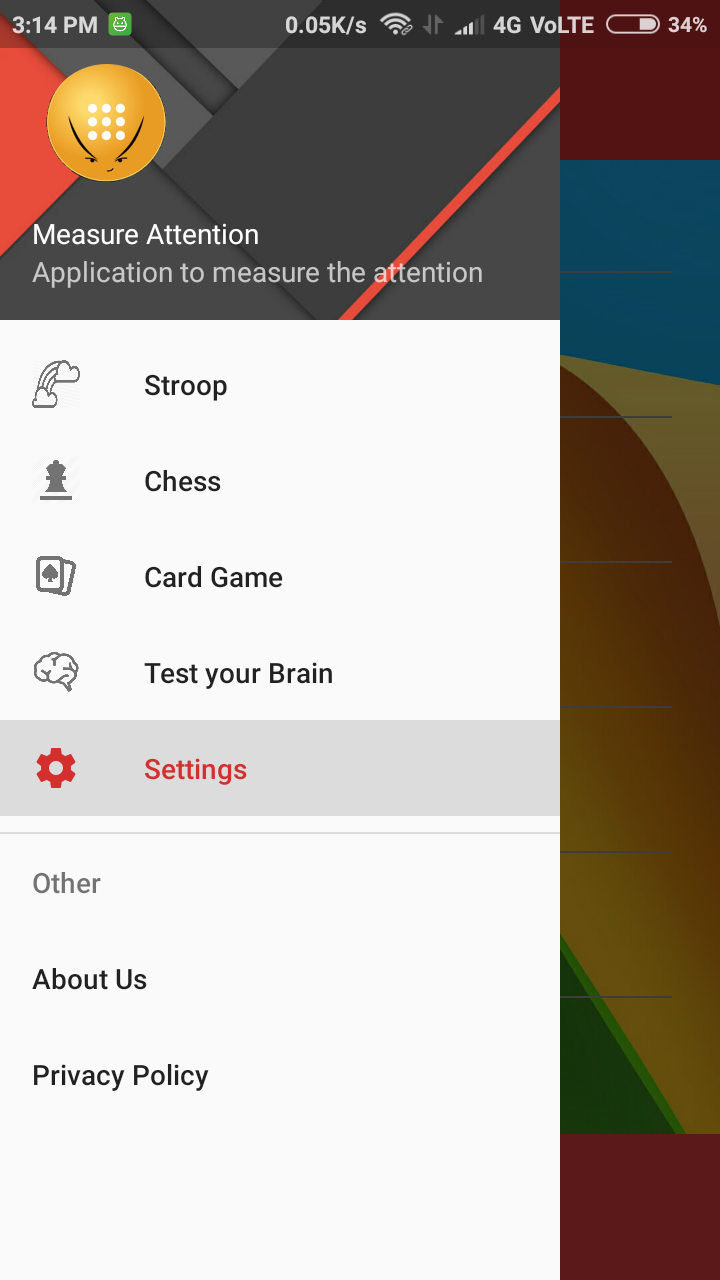 3:14 PM 0.05K/s 4G VoLTE 34%
Measure Attention
Application to measure the attention
Stroop
Chess
Card Game
Test your Brain
Settings
Other
About Us
Privacy Policy